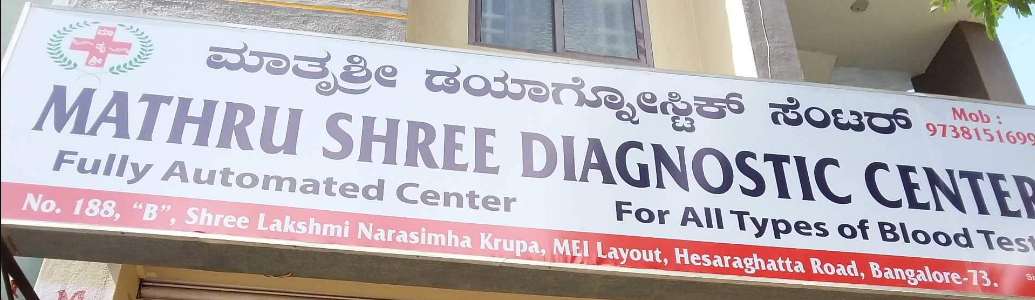 ಮಾತೃಶ್ರೀ ಡಯಾಗ್ನೋಸ್ಟಿಕ್ ಸೆಂಟರ್
Mob :
9738151699
MATHRU SHREE DIAGNOSTIC CENTER
Fully Automated Center
For All Types of Blood Test
No. 188, "B", Shree Lakshmi Narasimha Krupa, MEI Layout, Hesaraghatta Road, Bangalore-73.